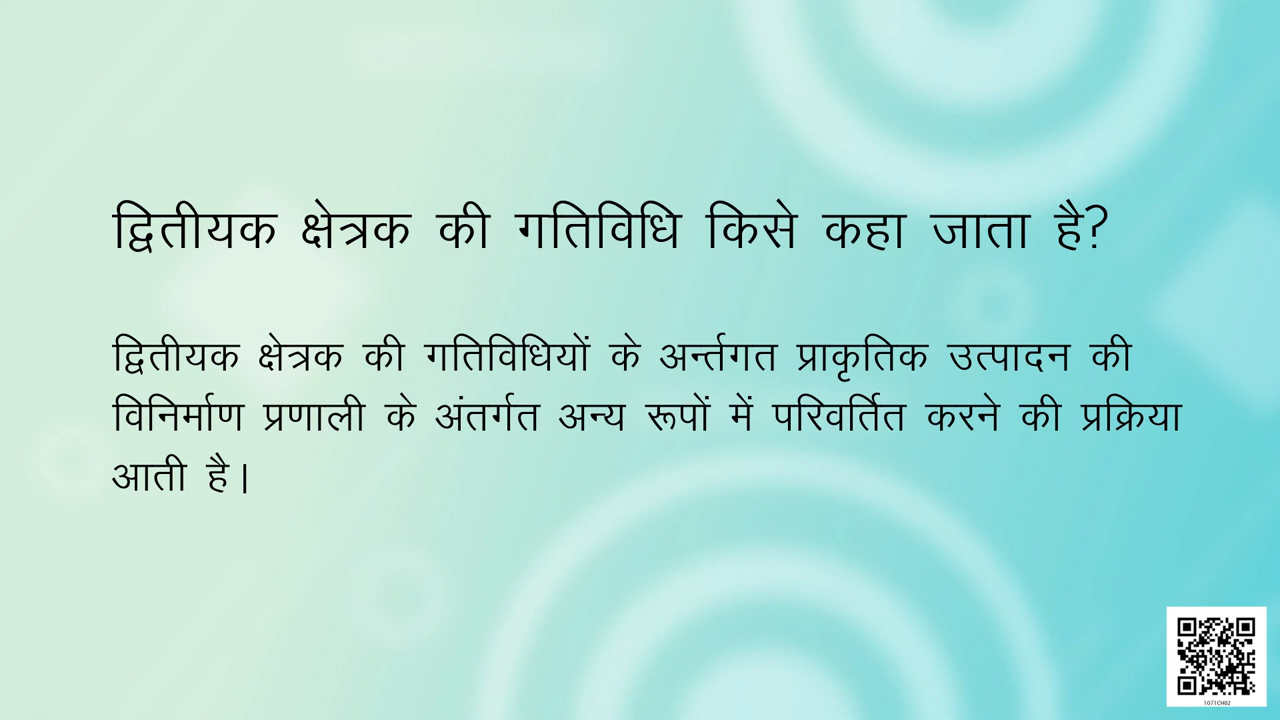 द्वितीयक क्षेत्रक की गतिविधि किसे कहा जाता है?
द्वितीयक क्षेत्रक की गतिविधियों के अर्न्तगत प्राकृतिक उत्पादन की
विनिर्माण प्रणाली के अंतर्गत अन्य रूपों में परिवर्तित करने की प्रक्रिया
आती है।
1071CH02